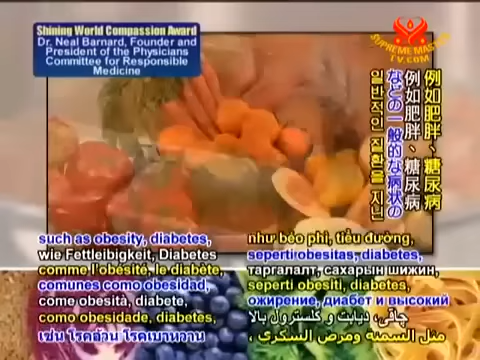 Shining World Compassion Award
Dr. Neal Barnard, Founder and
President of the Physicians
Committee for Responsible
Medicine
SUPREME MASTER
TV.COM
例如肥胖、糖尿病
例如肥胖、糖尿病
などの一般的な病状の
일반적인 질환을 지닌
such as obesity, diabetes,
wie Fettleibigkeit, Diabetes
comme l'obésité, le diabète,
comunes como obesidad,
come obesità, diabete,
como obesidade, diabetes,
เช่น โรคอ้วน โรคเบาหวาน
như béo phì, tiểu đường,
seperti obesitas, diabetes,
таргалалт, сахарын шижин,
seperti obesiti, diabetes,
ожирение, диабет и высокий
چاقی، دیابت و کلسترول بالا
مثل السمنة ومرض السكري ،